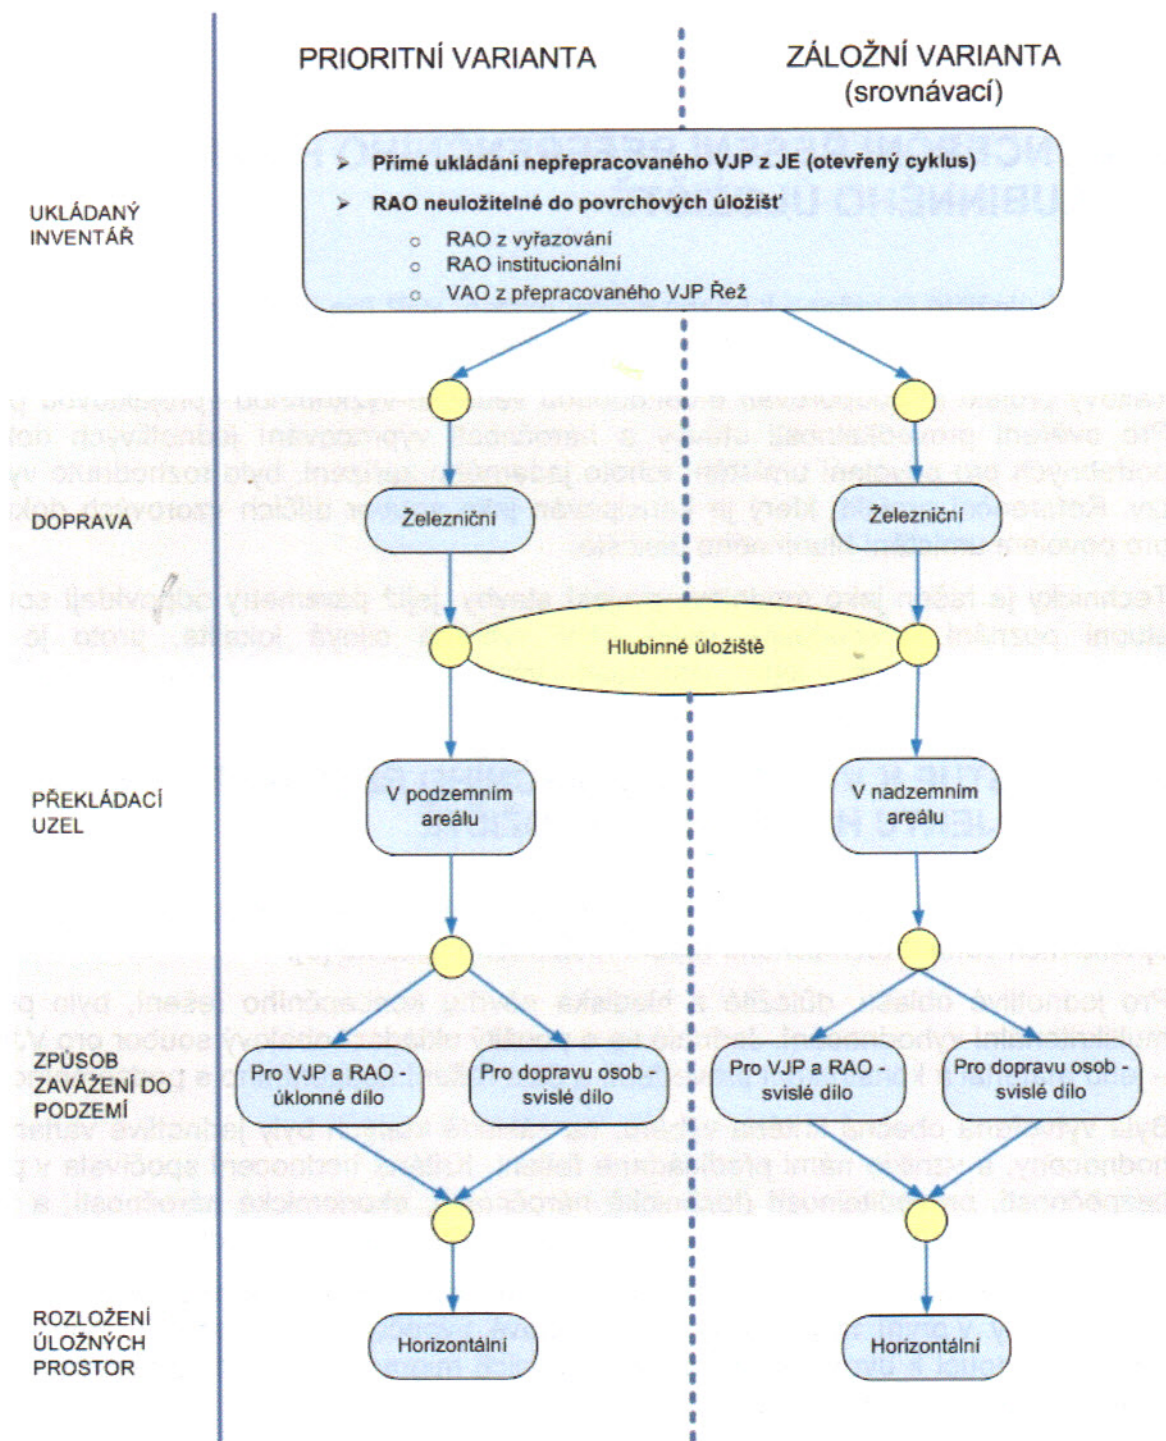 PRIORITNÍ VARIANTA
ZÁLOŽNÍ VARIANTA
(srovnávací)
UKLÁDANÝ
INVENTÁŘ
➢ Přímé ukládání nepřepracovaného VJP z JE (otevřený cyklus)
➢ RAO neuložitelné do povrchových úložišť
o RAO z vyřazování
o RAO institucionální
o VAO z přepracovaného VJP Řež
DOPRAVA
Železniční
Železniční
Hlubinné úložiště
PŘEKLÁDACÍ
UZEL
V podzemním
areálu
V nadzemním
areálu
ZPŮSOB
ZAVÁŽENÍ DO
PODZEMÍ
Pro VJP a RAO -
úklonné dílo
Pro dopravu osob -
svislé dílo
Pro VJP a RAO -
svislé dílo
Pro dopravu osob -
svislé dílo
ROZLOŽENÍ
ÚLOŽNÝCH
PROSTOR
Horizontální
Horizontální